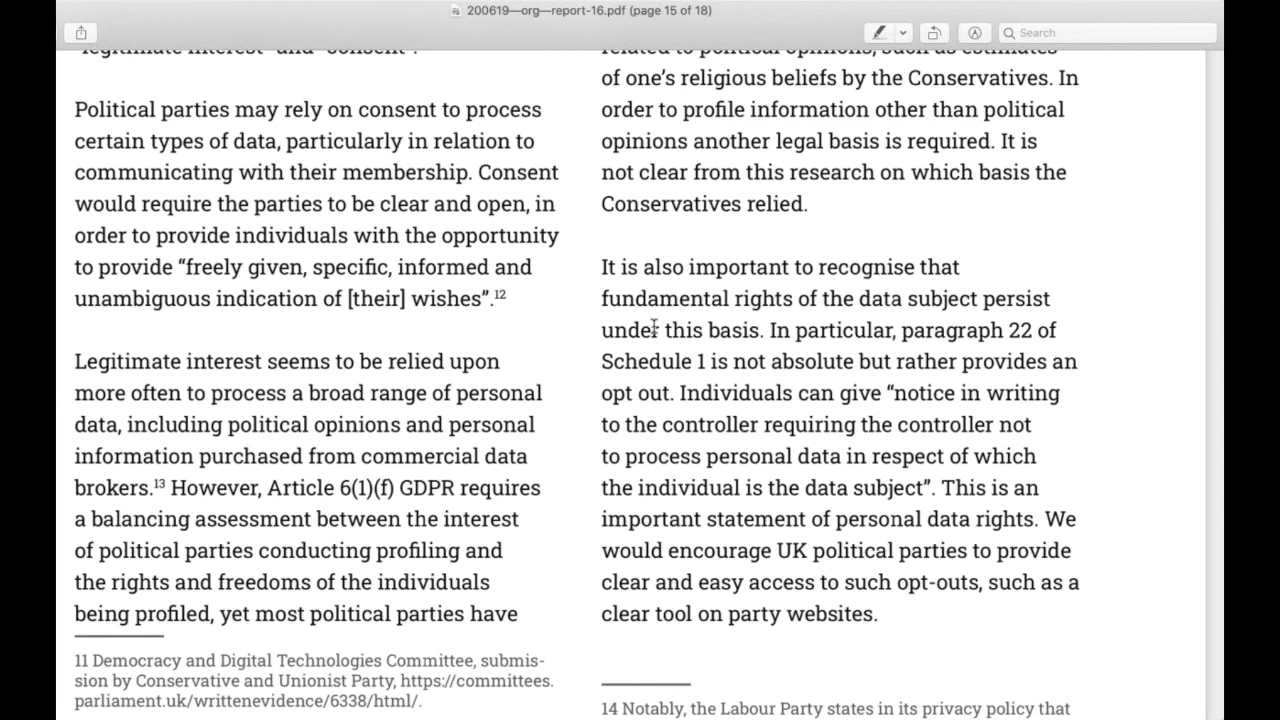 200619—org—report-16.pdf (page 15 of 18)
Search
"legitimate interest" and "consent".
Political parties may rely on consent to process
certain types of data, particularly in relation to
communicating with their membership. Consent
would require the parties to be clear and open, in
order to provide individuals with the opportunity
to provide “freely given, specific, informed and
unambiguous indication of [their] wishes”.¹²
Legitimate interest seems to be relied upon
more often to process a broad range of personal
data, including political opinions and personal
information purchased from commercial data
brokers.¹³ However, Article 6(1)(f) GDPR requires
a balancing assessment between the interest
of political parties conducting profiling and
the rights and freedoms of the individuals
being profiled, yet most political parties have
11 Democracy and Digital Technologies Committee, submis-
sion by Conservative and Unionist Party, https://committees.
parliament.uk/writtenevidence/6338/html/.
related to political opinions, such as estimates
of one’s religious beliefs by the Conservatives. In
order to profile information other than political
opinions another legal basis is required. It is
not clear from this research on which basis the
Conservatives relied.
It is also important to recognise that
fundamental rights of the data subject persist
under this basis. In particular, paragraph 22 of
Schedule 1 is not absolute but rather provides an
opt out. Individuals can give “notice in writing
to the controller requiring the controller not
to process personal data in respect of which
the individual is the data subject”. This is an
important statement of personal data rights. We
would encourage UK political parties to provide
clear and easy access to such opt-outs, such as a
clear tool on party websites.
14 Notably, the Labour Party states in its privacy policy that